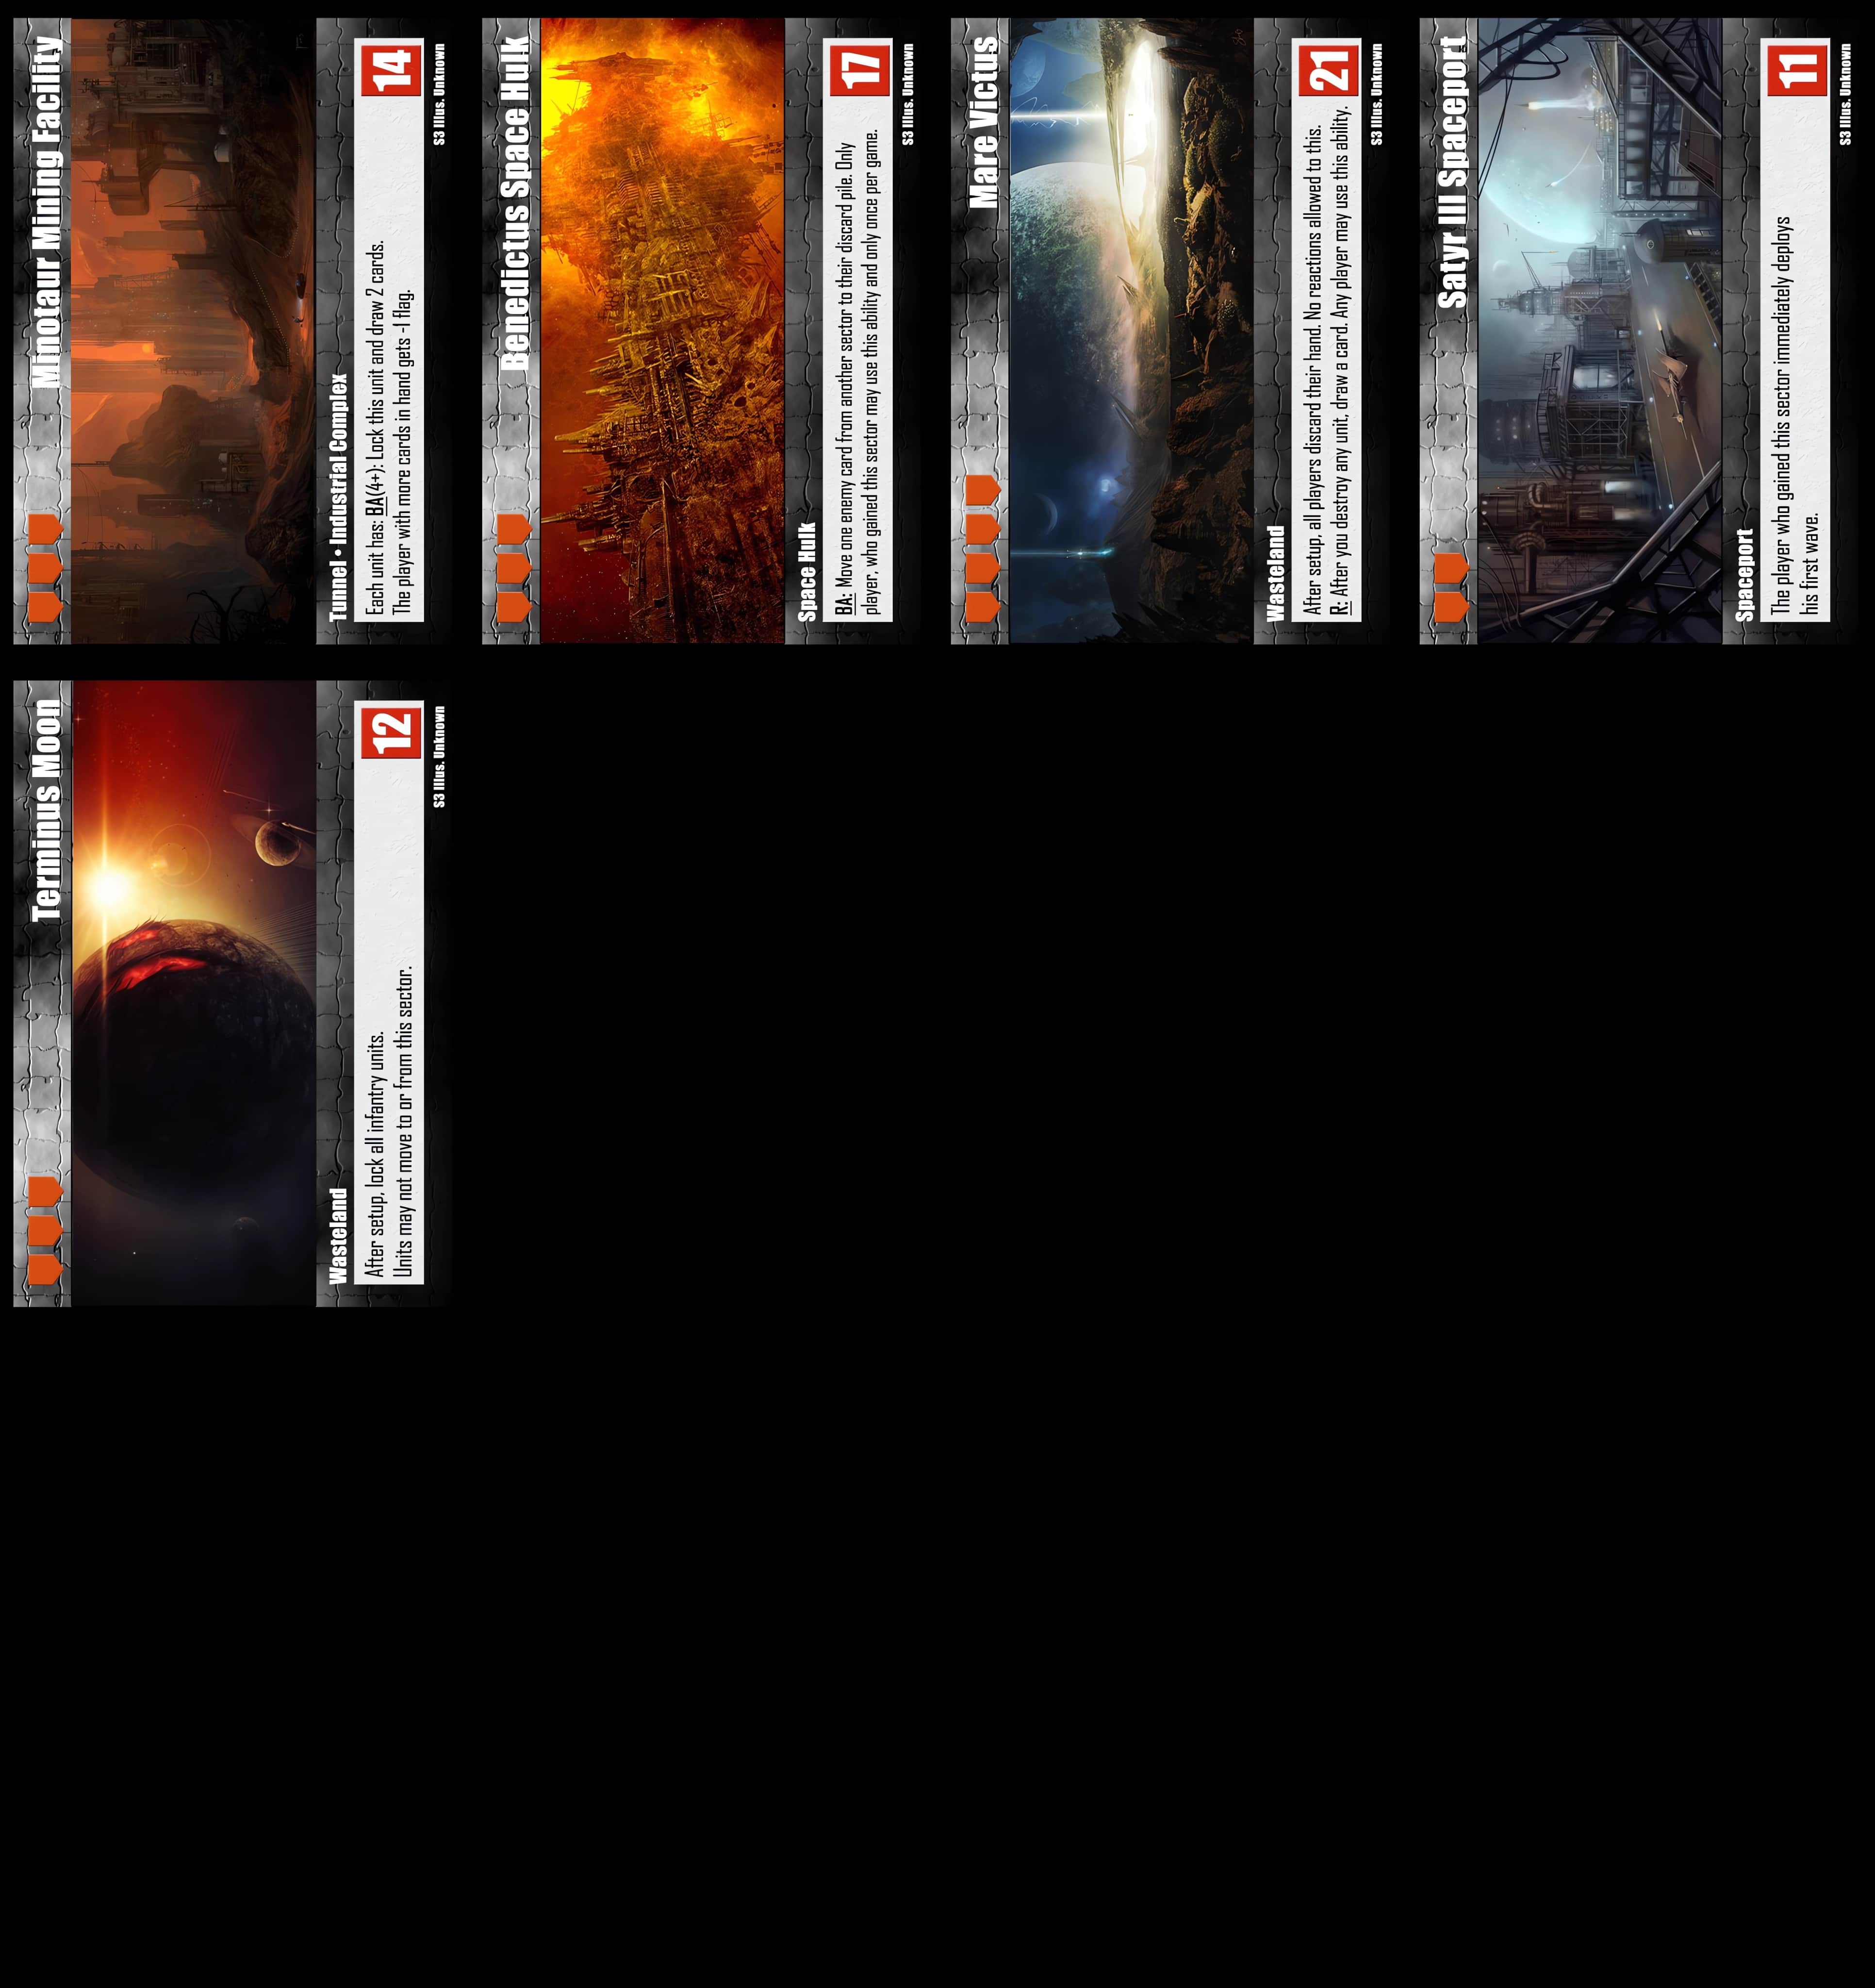 Minotaur Mining Facility
Tunnel • Industrial Complex
Each unit has: BA(4+): Lock this unit and draw 2 cards.
The player with more cards in hand gets -1 flag.
14
S3 Illus. Unknown
Benedictus Space Hulk
Space Hulk
BA: Move one enemy card from another sector to their discard pile. Only
player, who gained this sector may use this ability and only once per game.
17
S3 Illus. Unknown
Mare Victus
Wasteland
After setup, all players discard their hand. No reactions allowed to this.
R: After you destroy any unit, draw a card. Any player may use this ability.
21
S3 Illus. Unknown
Satyr III Spaceport
Spaceport
The player who gained this sector immediately deploys
his first wave.
11
S3 Illus. Unknown
Terminus Moon
Wasteland
After setup, lock all infantry units.
Units may not move to or from this sector.
12
S3 Illus. Unknown